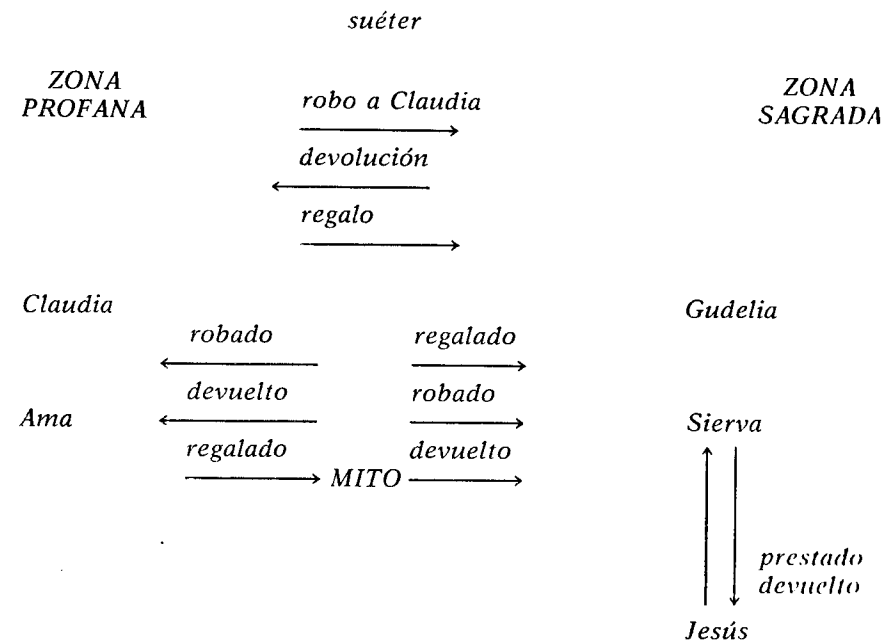 suéter
ZONA
PROFANA
ZONA
SAGRADA
robo a Claudia
devolución
regalo
Claudia
Gudelia
robado
regalado
devuelto
robado
Ama
Sierva
regalado
devuelto
MITO
prestado
devuelto
Jesús